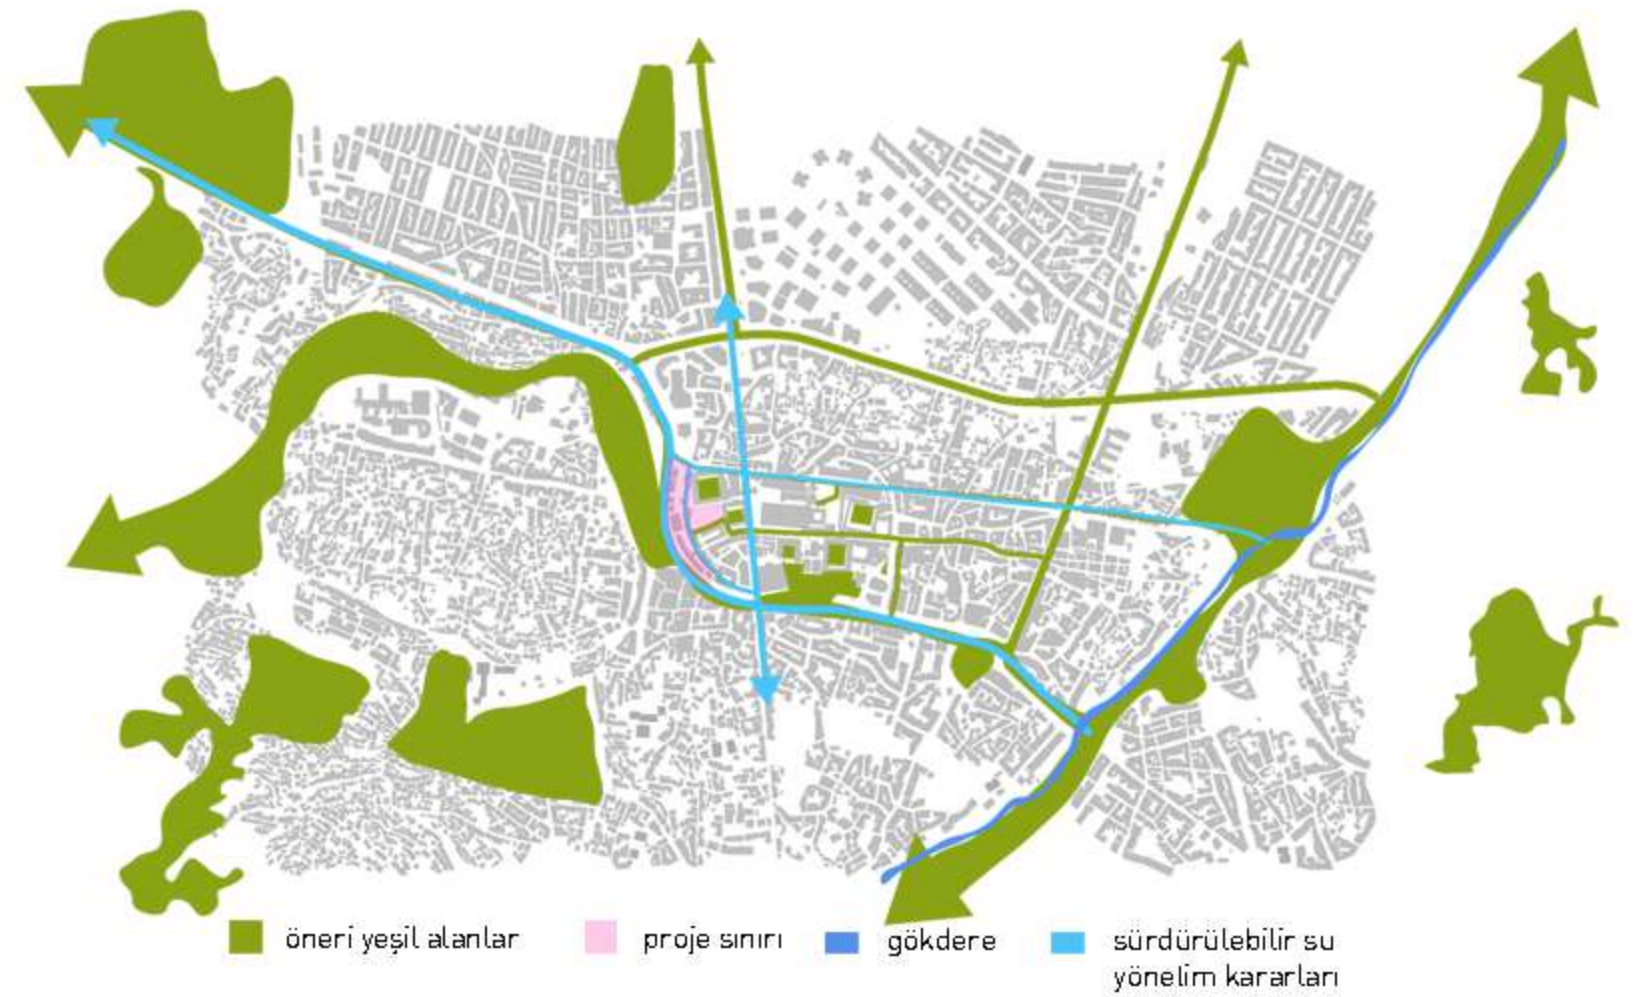 öneri yeşil alanlar
proje sınırı
gökdere
sürdürülebilir su
yönelim kararları